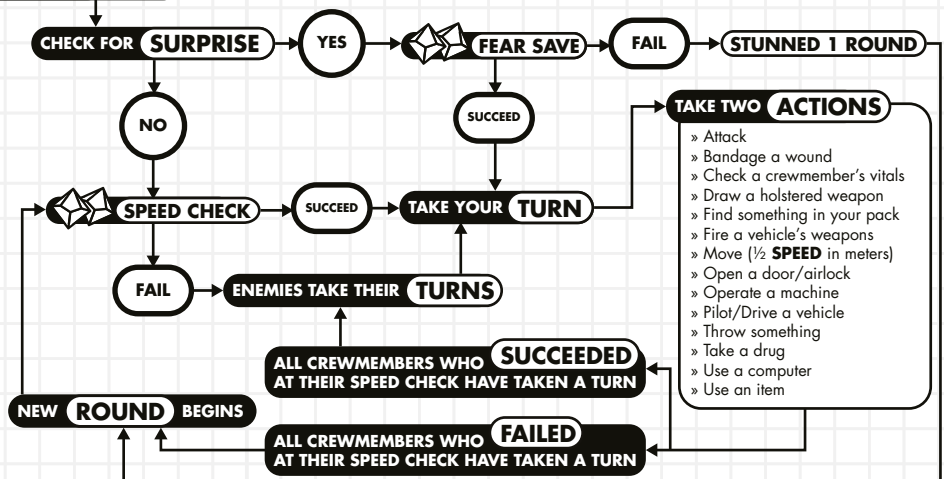 CHECK FOR SURPRISE
YES
FEAR SAVE
FAIL
STUNNED 1 ROUND
NO
SUCCEED
TAKE TWO ACTIONS
» Attack
» Bandage a wound
» Check a crewmember's vitals
» Draw a holstered weapon
» Find something in your pack
» Fire a vehicle's weapons
» Move (½ SPEED in meters)
» Open a door/airlock
» Operate a machine
» Pilot/Drive a vehicle
» Throw something
» Take a drug
» Use a computer
» Use an item
SPEED CHECK
SUCCEED
TAKE YOUR TURN
FAIL
ENEMIES TAKE THEIR TURNS
ALL CREWMEMBERS WHO SUCCEEDED
AT THEIR SPEED CHECK HAVE TAKEN A TURN
NEW ROUND BEGINS
ALL CREWMEMBERS WHO FAILED
AT THEIR SPEED CHECK HAVE TAKEN A TURN